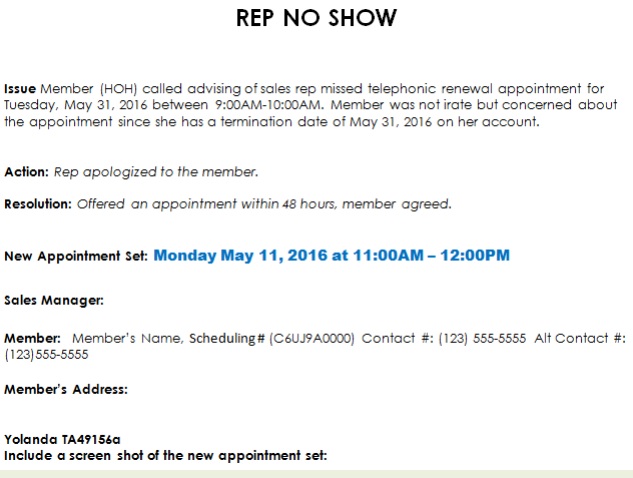 REP NO SHOW
Issue Member (HOH) called advising of sales rep missed telephonic renewal appointment for
Tuesday, May 31, 2016 between 9:00AM-10:00AM. Member was not irate but concerned about
the appointment since she has a termination date of May 31, 2016 on her account.
Action: Rep apologized to the member.
Resolution: Offered an appointment within 48 hours, member agreed.
New Appointment Set: Monday May 11, 2016 at 11:00AM – 12:00PM
Sales Manager:
Member: Member's Name, Scheduling# (C6UJ9A0000) Contact #: (123) 555-5555 Alt Contact #:
(123)555-5555
Member's Address:
Yolanda TA49156a
Include a screen shot of the new appointment set: